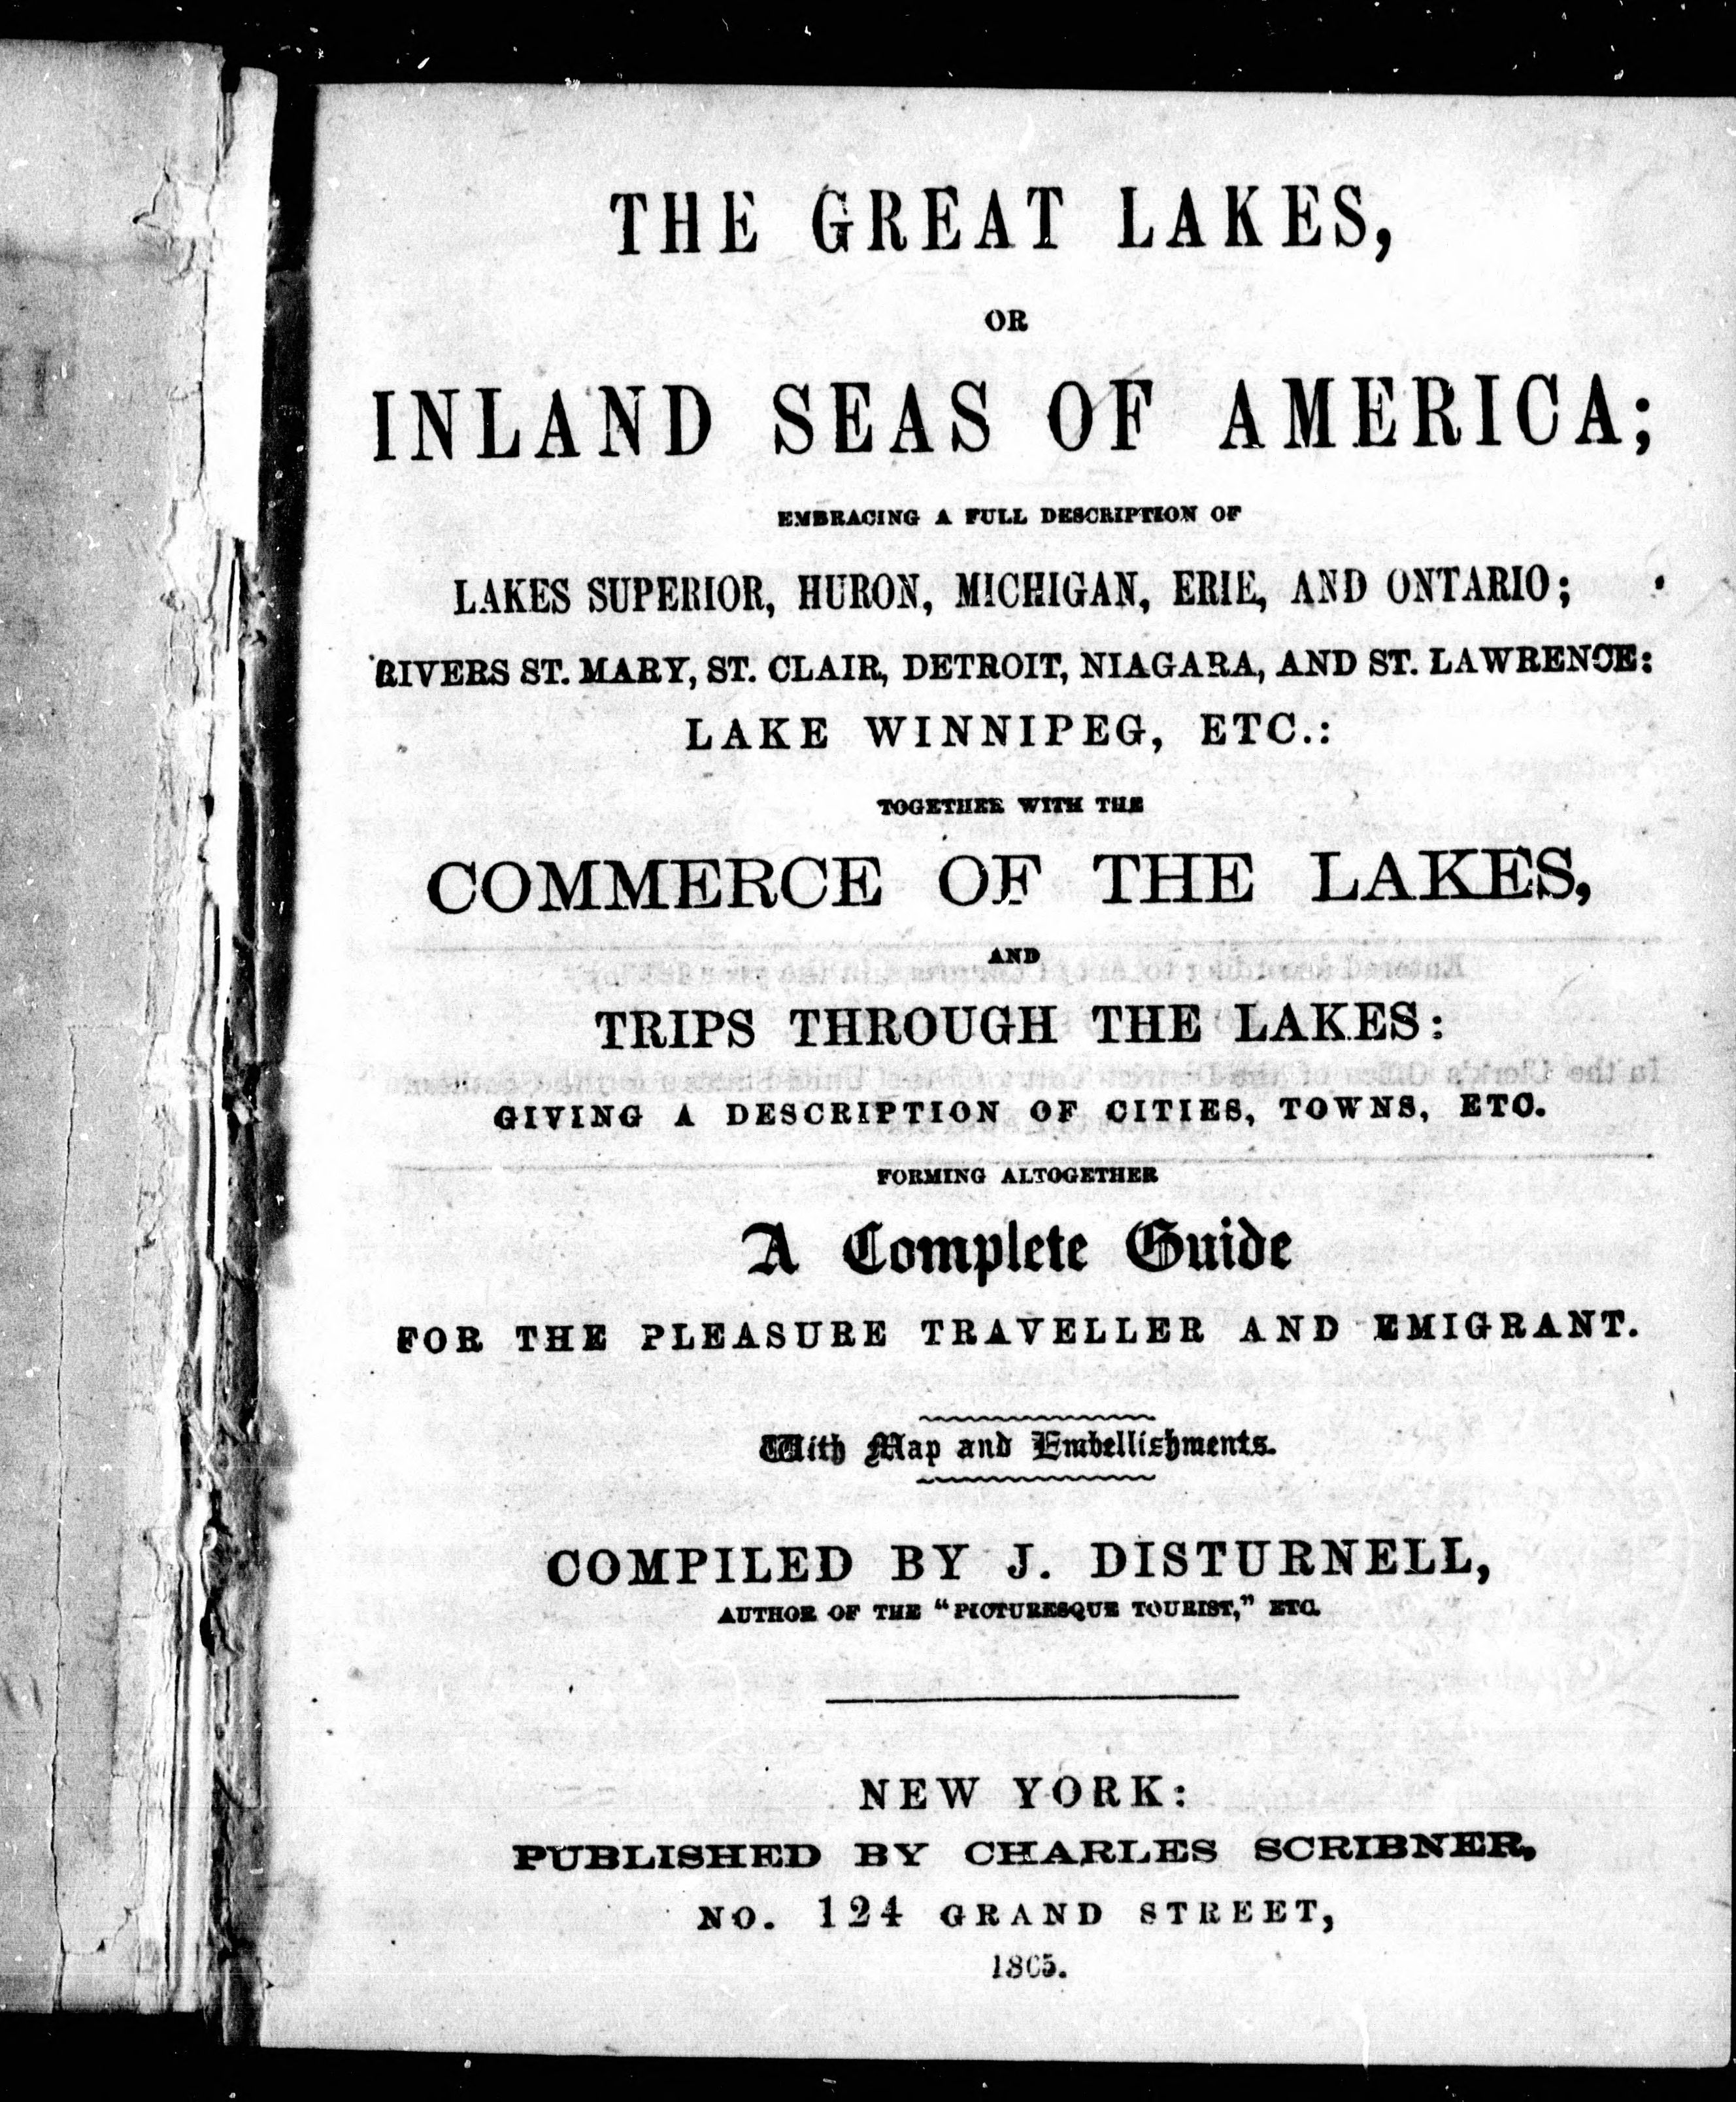 THE GREAT LAKES,
OR
INLAND SEAS OF AMERICA;
EMBRACING A FULL DESCRIPTION OF
LAKES SUPERIOR, HURON, MICHIGAN, ERIE, AND ONTARIO;
RIVERS ST. MARY, ST. CLAIR, DETROIT, NIAGARA, AND ST. LAWRENCE:
LAKE WINNIPEG, ETC.:
TOGETHER WITH THE
COMMERCE OF THE LAKES,
AND
TRIPS THROUGH THE LAKES:
GIVING A DESCRIPTION OF CITIES, TOWNS, ETC.
FORMING ALTOGETHER
A Complete Guide
FOR THE PLEASURE TRAVELLER AND EMIGRANT.
With Map and Embellishments.
COMPILED BY J. DISTURNELL,
AUTHOR OF THE "PICTURESQUE TOURIST," ETC.
NEW YORK:
PUBLISHED BY CHARLES SCRIBNER,
NO. 124 GRAND STREET,
1865.